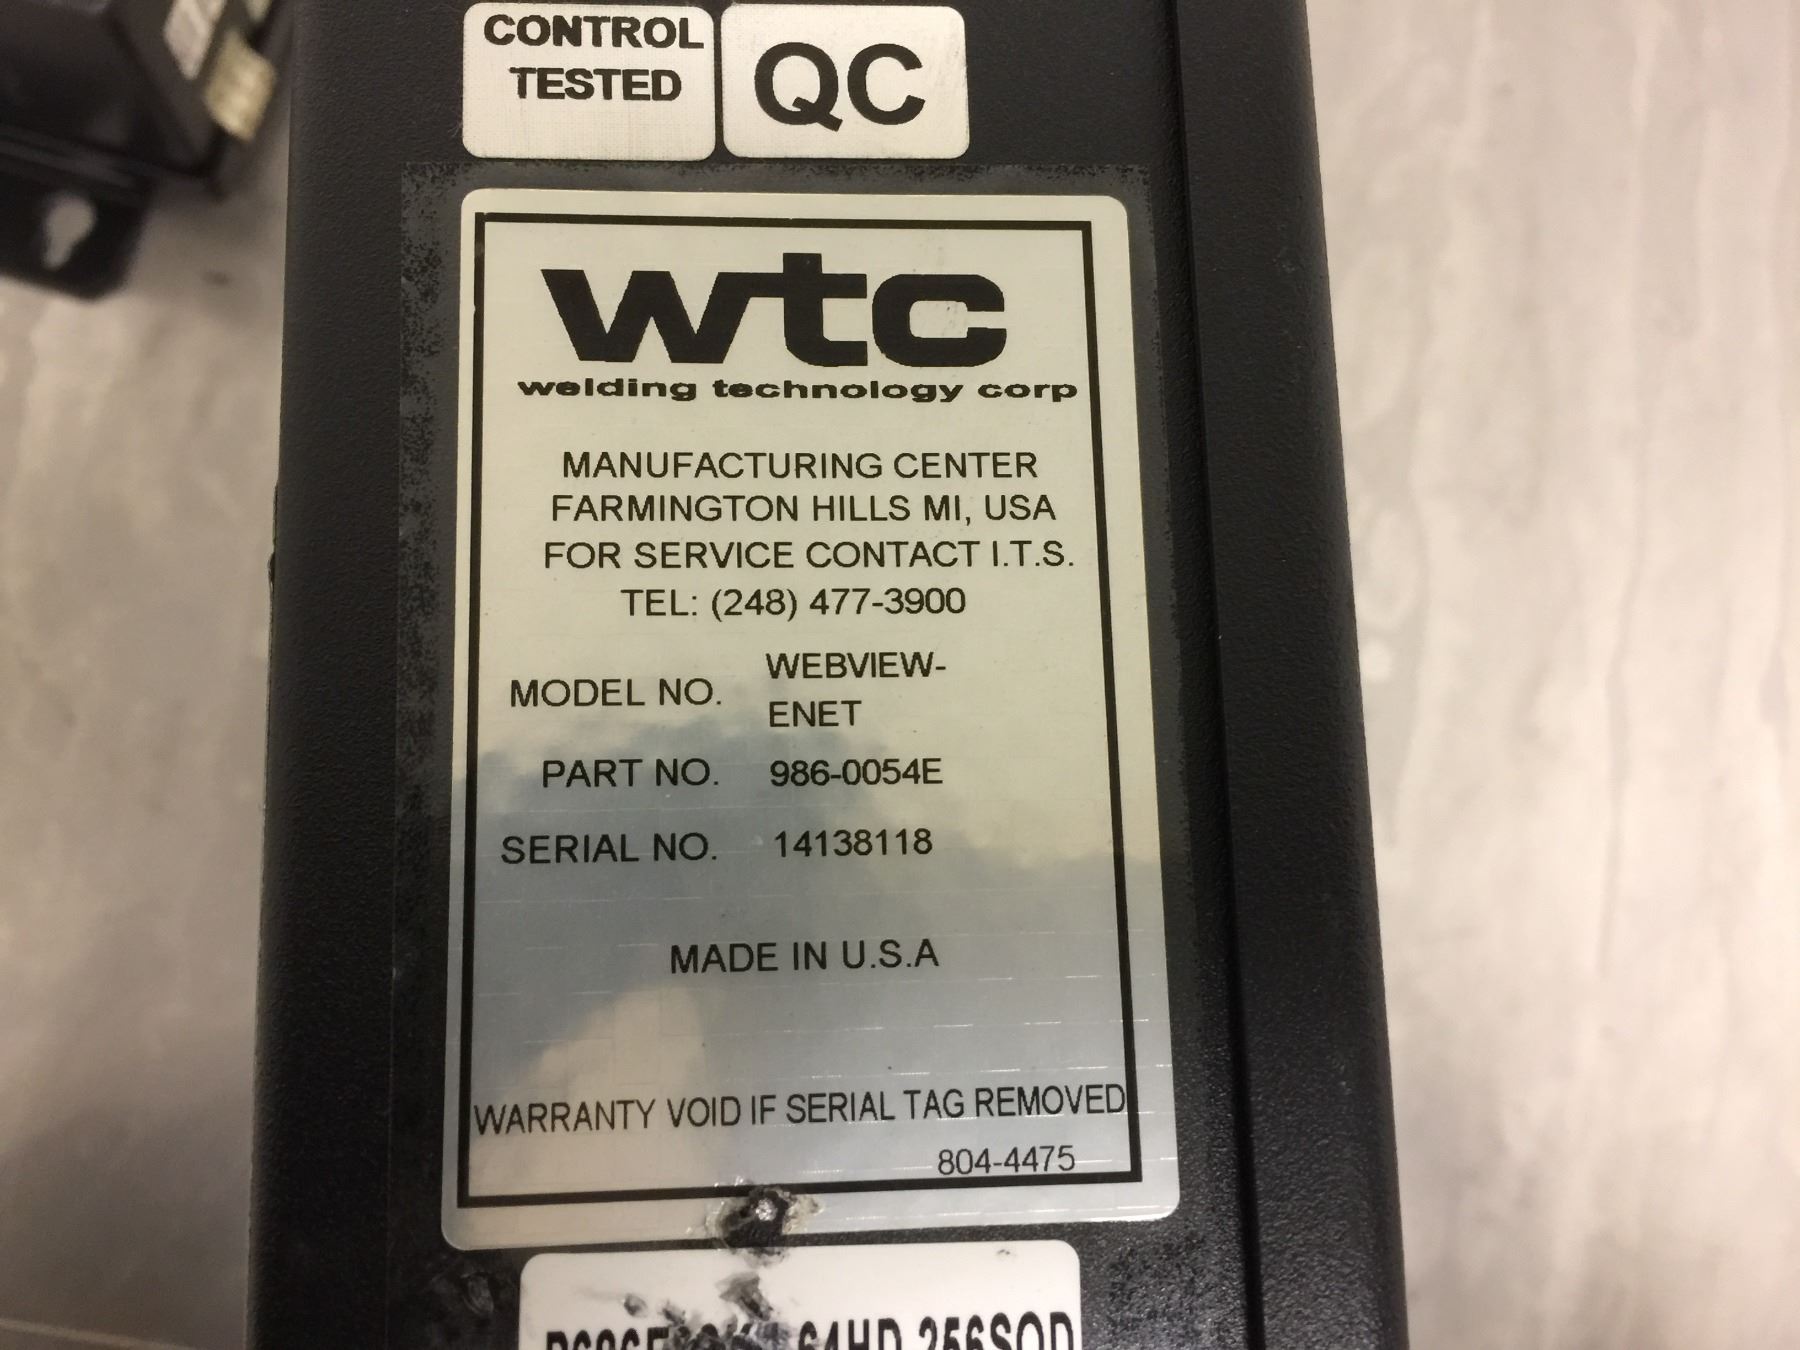 CONTROL
TESTED
QC
wtc
welding technology corp
MANUFACTURING CENTER
FARMINGTON HILLS MI, USA
FOR SERVICE CONTACT I.T.S.
TEL: (248) 477-3900
MODEL NO. WEBVIEW-
ENET
PART NO. 986-0054E
SERIAL NO. 14138118
MADE IN U.S.A
WARRANTY VOID IF SERIAL TAG REMOVED
804-4475
64HD 256SOD